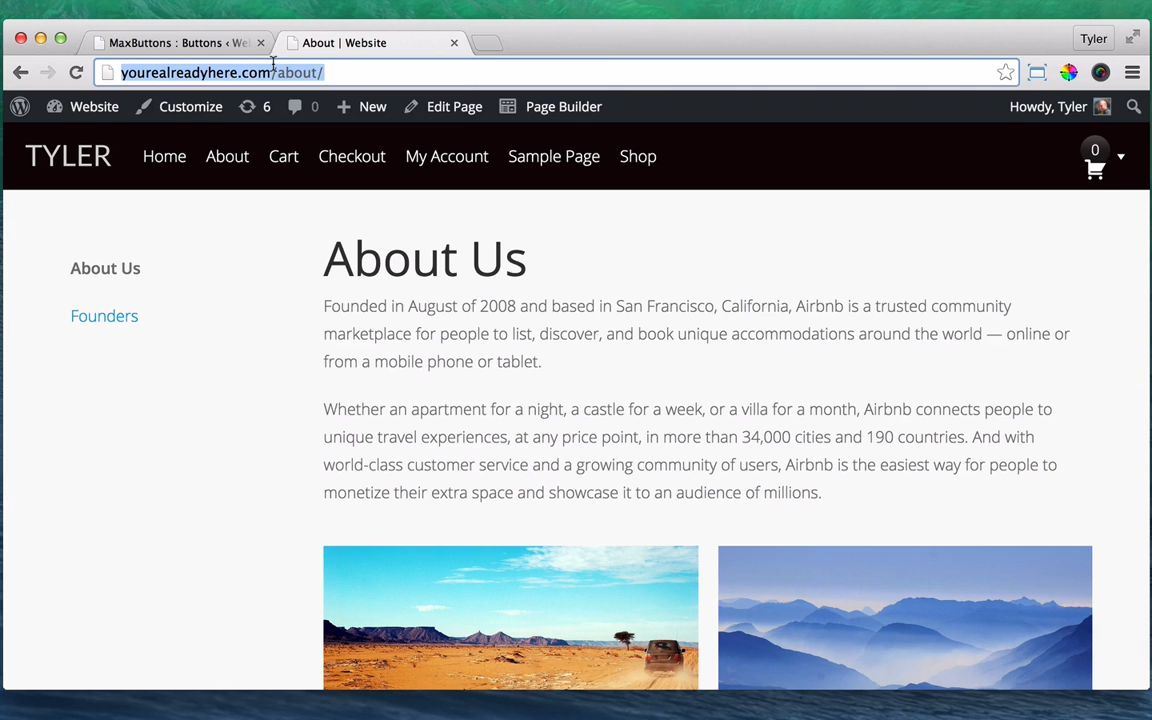 MaxButtons : Buttons ‹ We
About | Website
Tyler
yourealreadyhere.com/about/
Website
Customize
6
0
New
Edit Page
Page Builder
Howdy, Tyler
TYLER
Home
About
Cart
Checkout
My Account
Sample Page
Shop
0
About Us
Founders
About Us
Founded in August of 2008 and based in San Francisco, California, Airbnb is a trusted community
marketplace for people to list, discover, and book unique accommodations around the world — online or
from a mobile phone or tablet.
Whether an apartment for a night, a castle for a week, or a villa for a month, Airbnb connects people to
unique travel experiences, at any price point, in more than 34,000 cities and 190 countries. And with
world-class customer service and a growing community of users, Airbnb is the easiest way for people to
monetize their extra space and showcase it to an audience of millions.